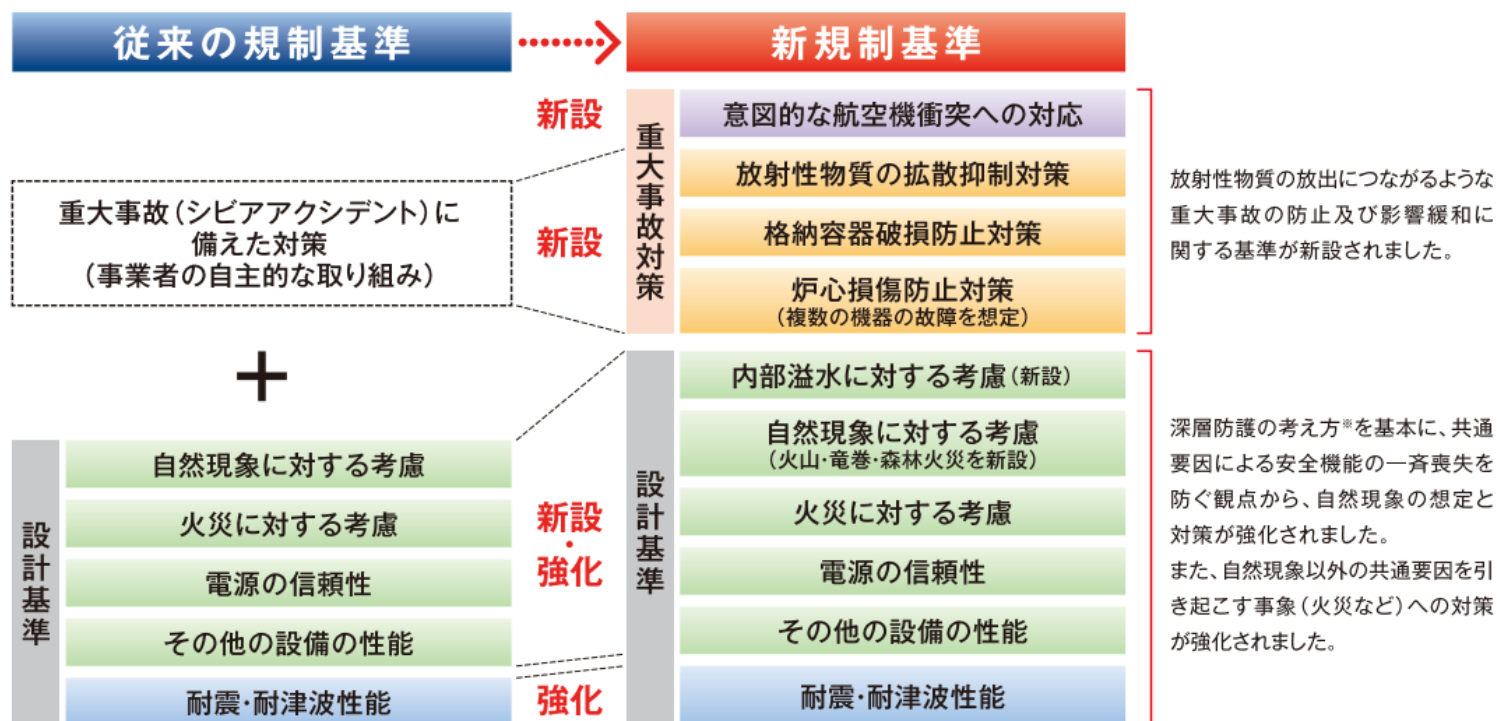 従来の規制基準
新規制基準
新設
重大事故対策
意図的な航空機衝突への対応
放射性物質の拡散抑制対策
格納容器破損防止対策
炉心損傷防止対策
(複数の機器の故障を想定)
放射性物質の放出につながるような
重大事故の防止及び影響緩和に
関する基準が新設されました。
重大事故(シビアアクシデント)に
備えた対策
(事業者の自主的な取り組み)
新設
+
設計基準
自然現象に対する考慮
火災に対する考慮
電源の信頼性
その他の設備の性能
耐震・耐津波性能
新設
・
強化
強化
設計基準
内部溢水に対する考慮(新設)
自然現象に対する考慮
(火山・竜巻・森林火災を新設)
火災に対する考慮
電源の信頼性
その他の設備の性能
耐震・耐津波性能
深層防護の考え方※を基本に、共通
要因による安全機能の一斉喪失を
防ぐ観点から、自然現象の想定と
対策が強化されました。
また、自然現象以外の共通要因を引
き起こす事象(火災など)への対策
が強化されました。